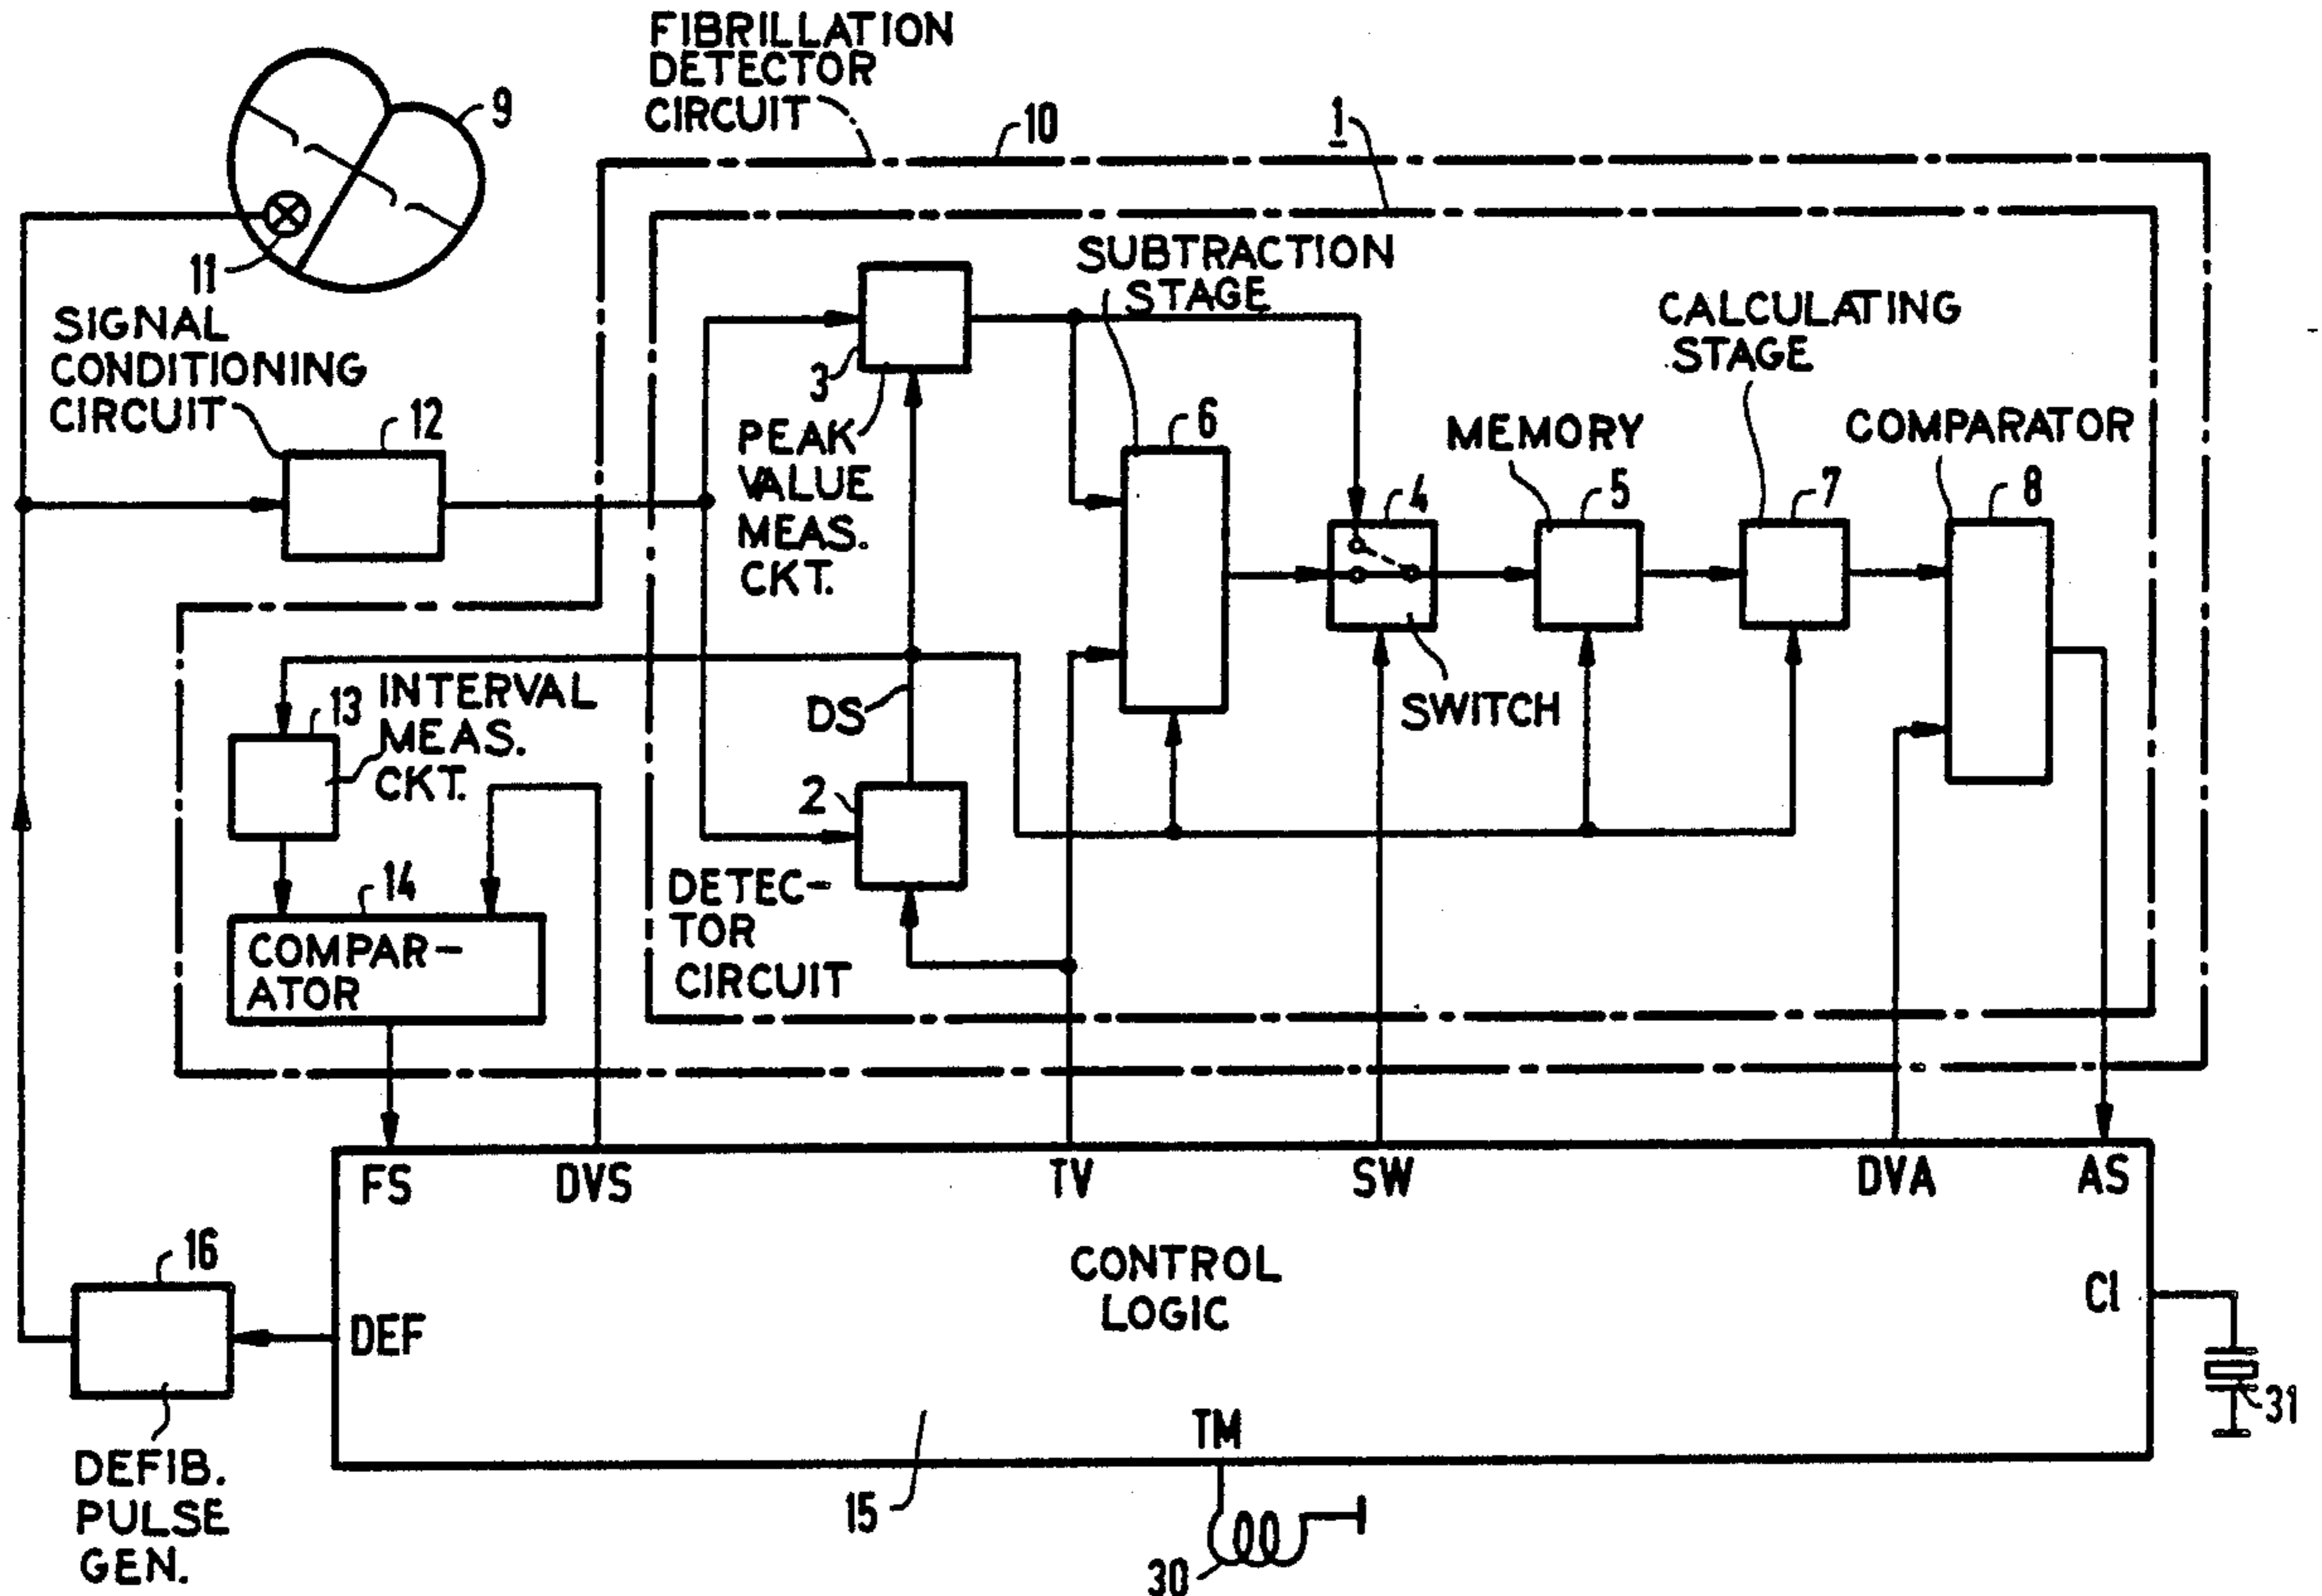 FIBRILLATION
DETECTOR
CIRCUIT
9
10
1
11
SUBTRACTION
STAGE
SIGNAL
CONDITIONING
CIRCUIT
12
3
PEAK
VALUE
MEAS.
CKT.
6
CALCULATING
STAGE
MEMORY
COMPARATOR
4
5
7
8
SWITCH
DS
13
INTERVAL
MEAS.
CKT.
2
14
DETEC-
TOR
CIRCUIT
COMPAR-
ATOR
FS
DVS
TV
SW
DVA
AS
16
CONTROL
LOGIC
CI
DEF
31
TM
DEFIB.
PULSE
GEN.
15
30